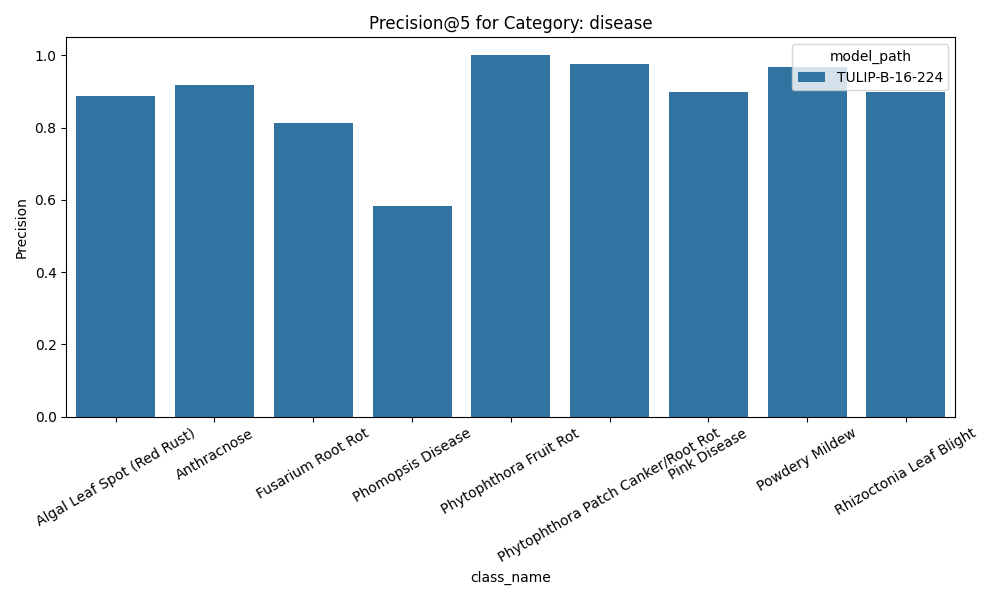 Precision@5 for Category: disease
model_path
TULIP-B-16-224
Precision
1.0
0.8
0.6
0.4
0.2
0.0
Algal Leaf Spot (Red Rust)
Anthracnose
Fusarium Root Rot
Phomopsis Disease
Phytophthora Fruit Rot
Phytophthora Patch Canker/Root Rot
Pink Disease
Powdery Mildew
Rhizoctonia Leaf Blight
class_name